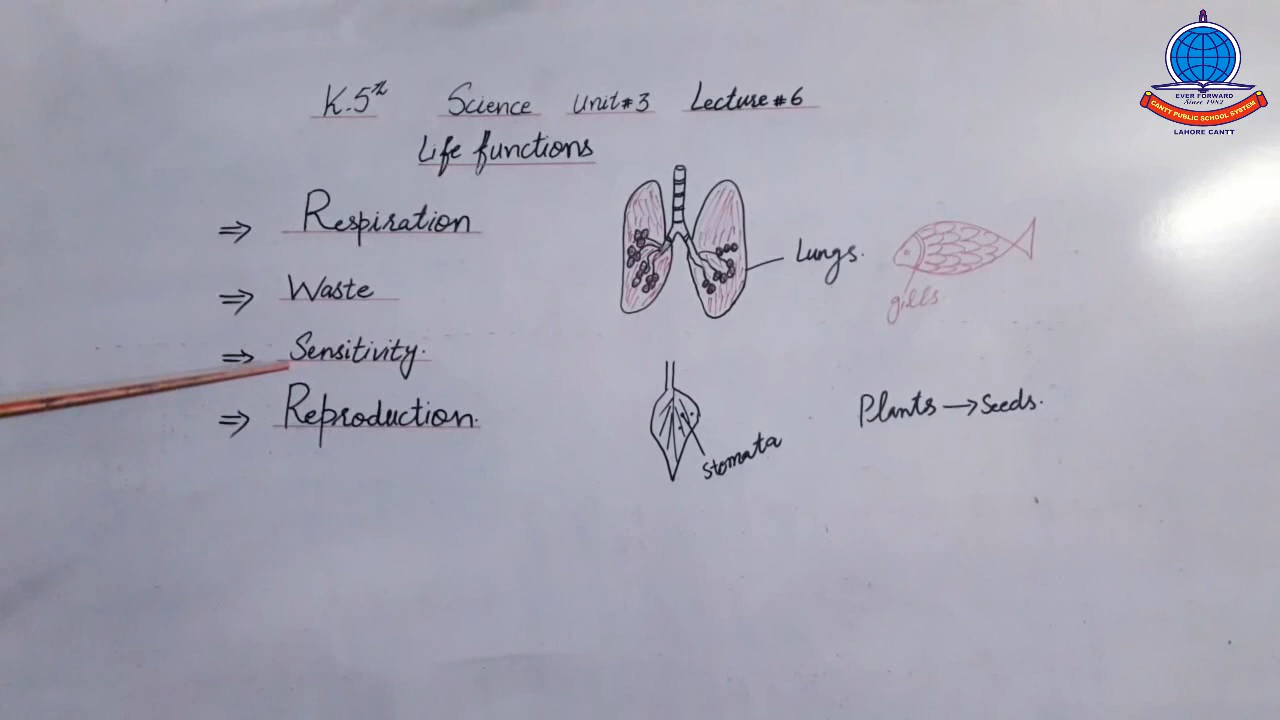 K.5th Science Unit#3 Lecture#6
Life functions
⇒ Respiration
⇒ Waste
⇒ Sensitivity.
⇒ Reproduction.
Lungs.
gills
stomata
Plants → Seeds.
EVER FORWARD
Since 1982
CANTT PUBLIC SCHOOL SYSTEM
LAHORE CANTT